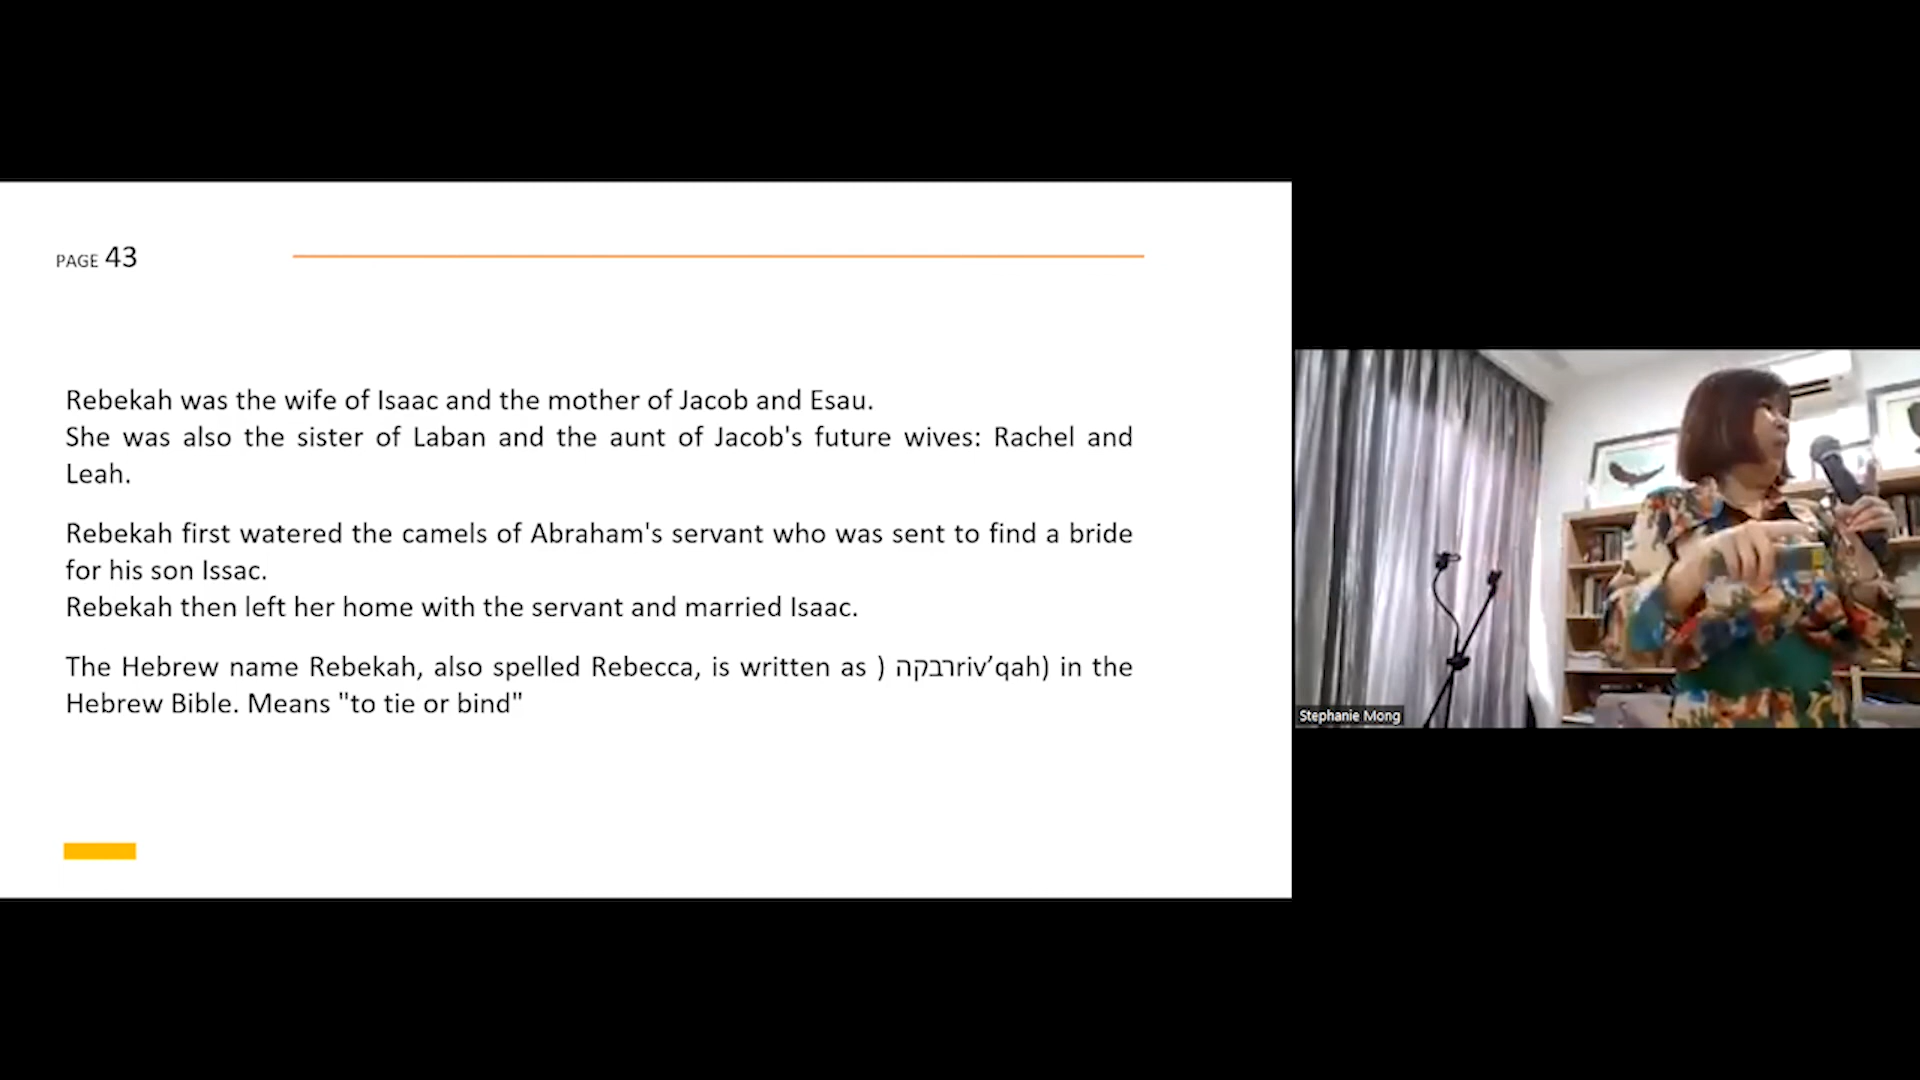 PAGE 43
Rebekah was the wife of Isaac and the mother of Jacob and Esau.
She was also the sister of Laban and the aunt of Jacob's future wives: Rachel and
Leah.
Rebekah first watered the camels of Abraham's servant who was sent to find a bride
for his son Issac.
Rebekah then left her home with the servant and married Isaac.
The Hebrew name Rebekah, also spelled Rebecca, is written as ) רבקהriv’qah) in the
Hebrew Bible. Means "to tie or bind"
Stephanie Mong